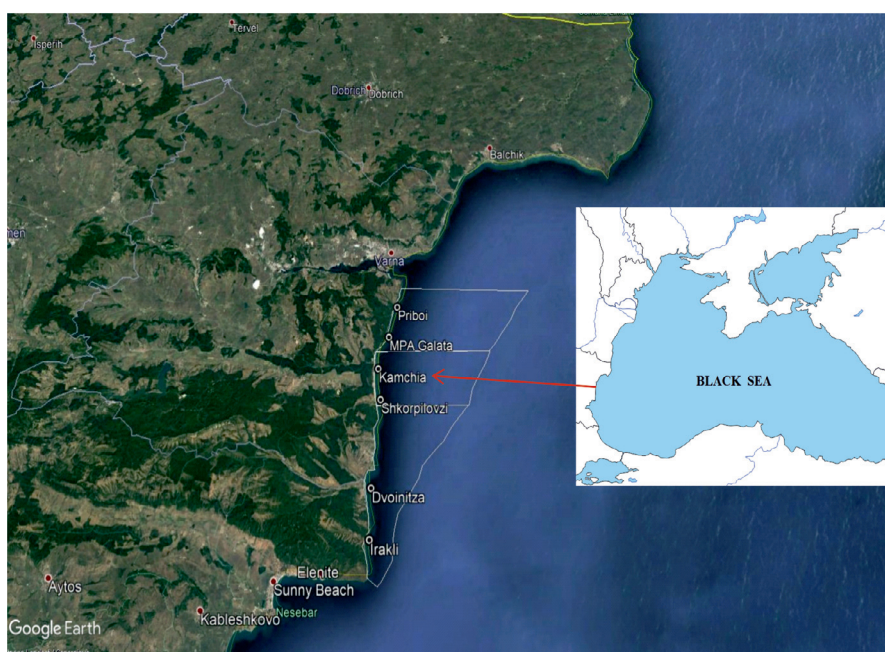 Isperih
Tervel
Dobrich
Dobrich
Balchik
Varna
Priboi
MPA Galata
Kamchia
Shkorpilovzi
BLACK SEA
Dvoinitza
Irakli
Elenite
Aytos
Sunny Beach
Kableshkovo
Nesebar
Google Earth